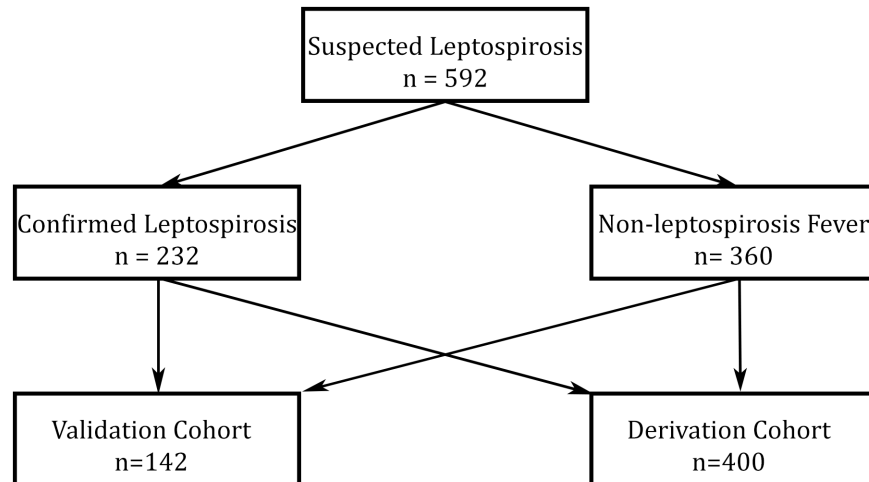 Suspected Leptospirosis
n = 592
Confirmed Leptospirosis
n = 232
Non-leptospirosis Fever
n= 360
Validation Cohort
n=142
Derivation Cohort
n=400